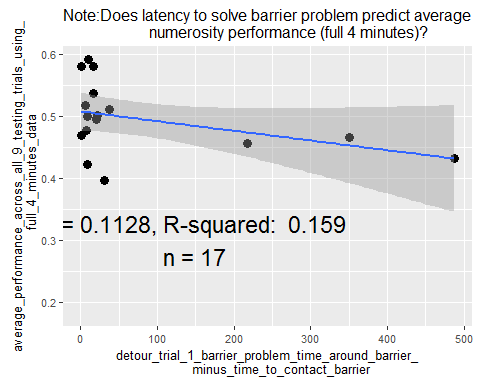 Note:Does latency to solve barrier problem predict average
numerosity performance (full 4 minutes)?
average_performance_across_all_9_testing_trials_using_
full_4_minutes_data
0.6
0.5
0.4
0.3
0.2
= 0.1128, R-squared:  0.159
n = 17
0
100
200
300
400
500
detour_trial_1_barrier_problem_time_around_barrier_
minus_time_to_contact_barrier